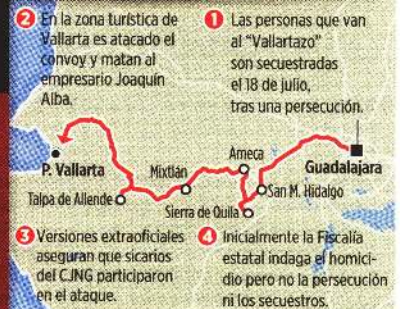 2 En la zona turística de
Vallarta es atacado el
convoy y matan al
empresario Joaquín
Alba.
1 Las personas que van
al “Vallartazo”
son secuestradas
el 18 de julio,
tras una persecución.
P. Vallarta
Talpa de Allende
Mixtlán
Ameca
Sierra de Quila
San M. Hidalgo
Guadalajara
3 Versiones extraoficiales
aseguran que sicarios
del CJNG participaron
en el ataque.
4 Inicialmente la Fiscalía
estatal indaga el homici-
dio pero no la persecución
ni los secuestros.